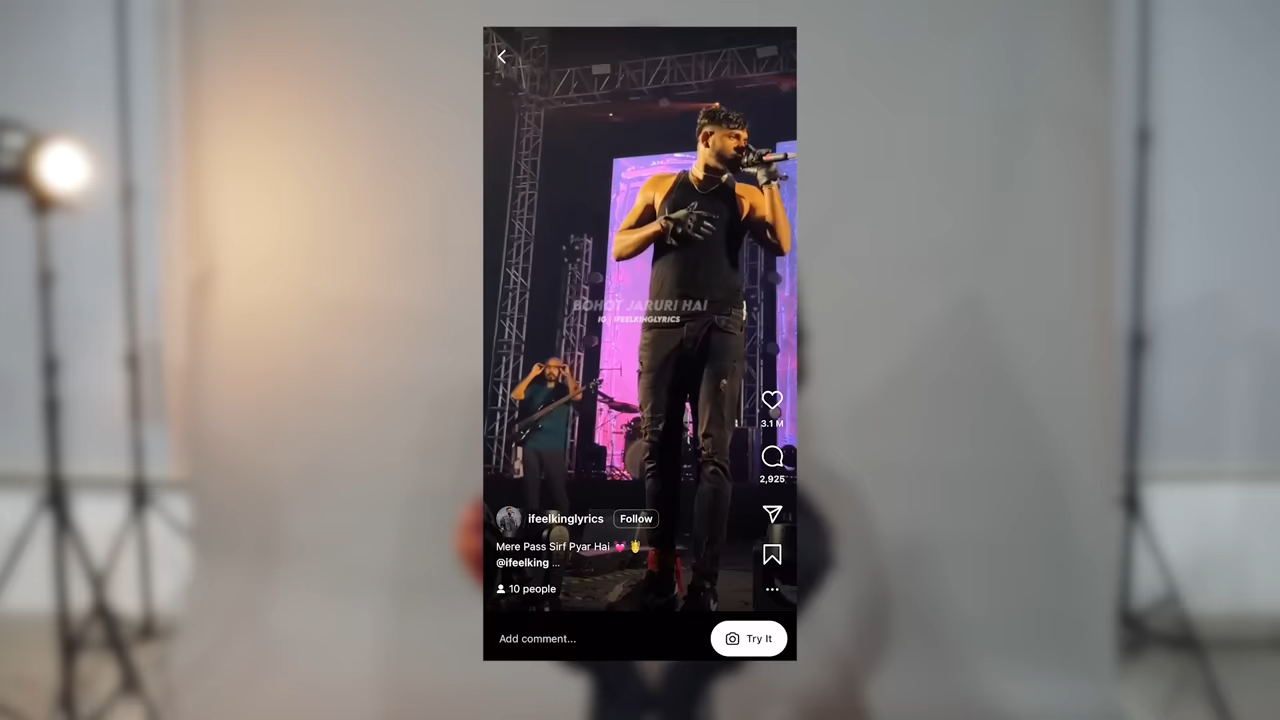 BOHOT JARURI HAI
IG | IFEELKINGLYRICS
3.1 M
2,925
ifeelkinglyrics Follow
Mere Pass Sirf Pyar Hai 💓 🤴
@ifeelking ...
10 people
Add comment...
Try It